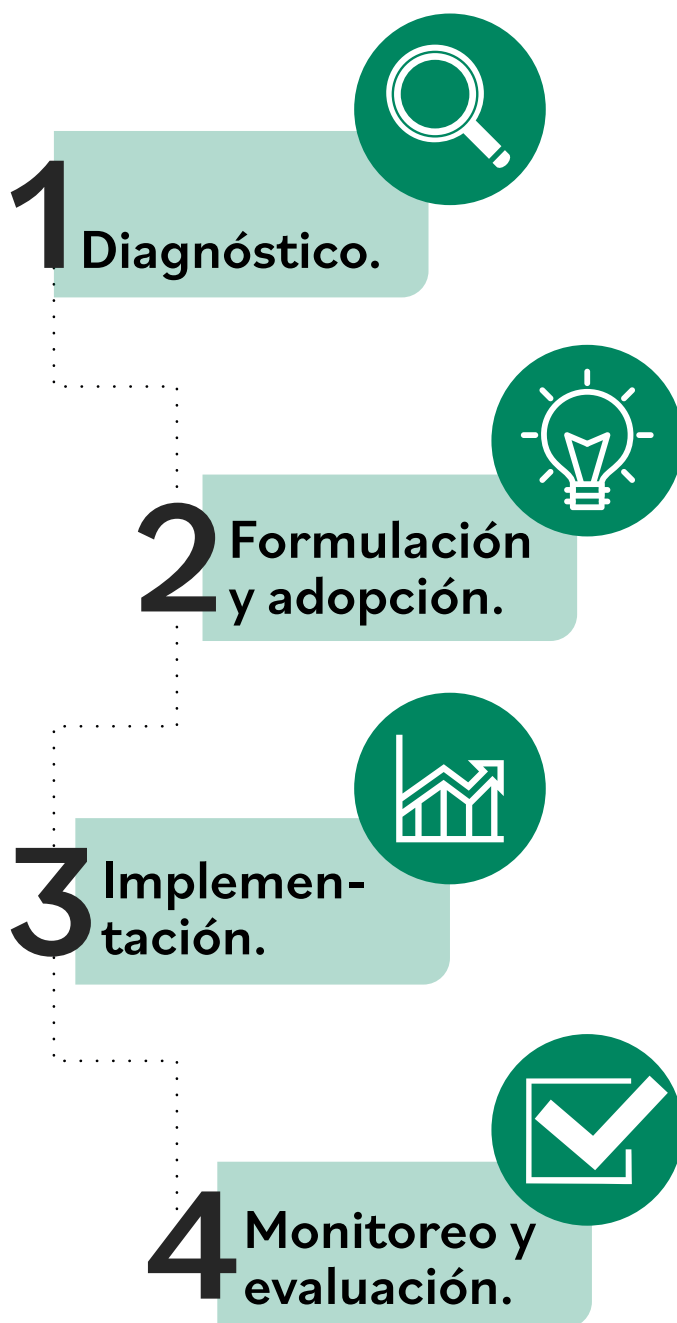 1
Diagnóstico.
2
Formulación
y adopción.
3
Implemen-
tación.
4
Monitoreo y
evaluación.